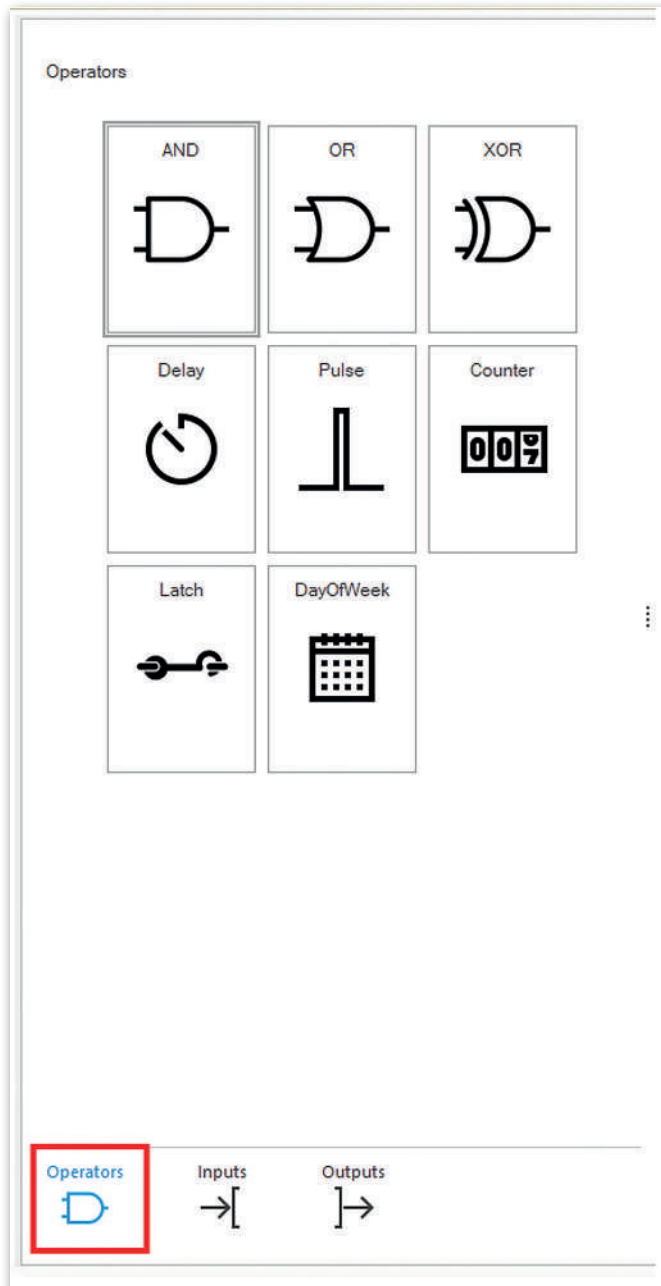 Operators
AND OR XOR
Delay Pulse Counter
Latch DayOfWeek
Operators Inputs Outputs